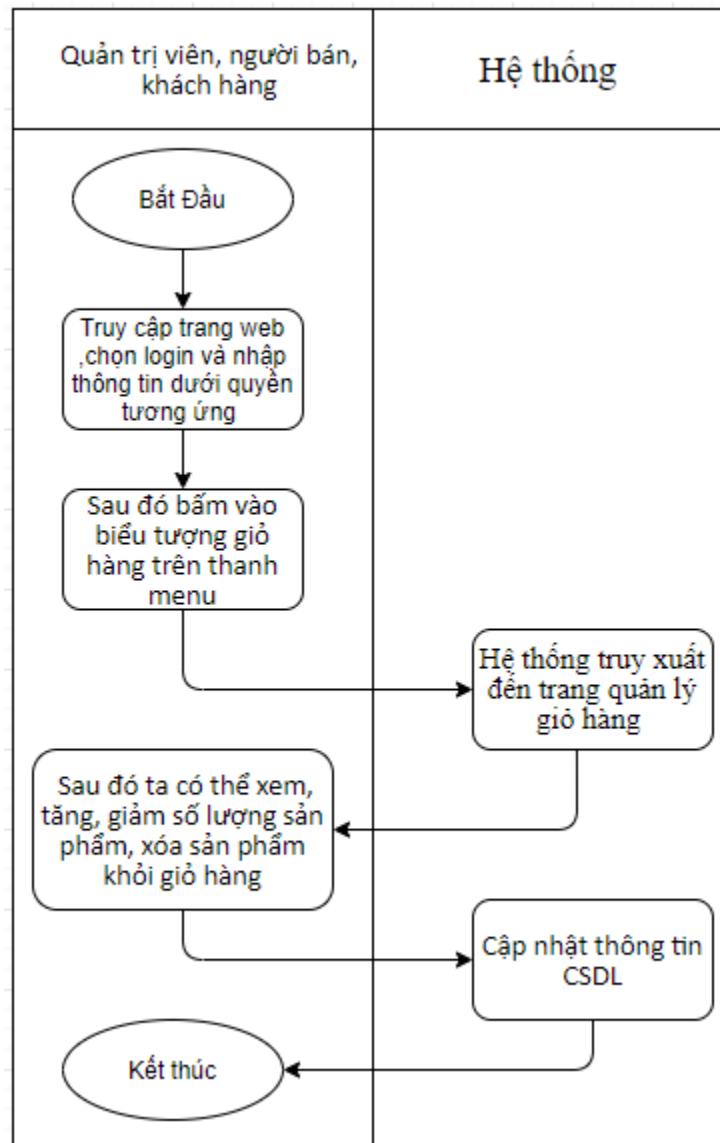 Quản trị viên, người bán,
khách hàng
Hệ thống
Bắt Đầu
Truy cập trang web
,chọn login và nhập
thông tin dưới quyền
tương ứng
Sau đó bấm vào
biểu tượng giỏ
hàng trên thanh
menu
Hệ thống truy xuất
đến trang quản lý
giỏ hàng
Sau đó ta có thể xem,
tăng, giảm số lượng sản
phẩm, xóa sản phẩm
khỏi giỏ hàng
Cập nhật thông tin
CSDL
Kết thúc